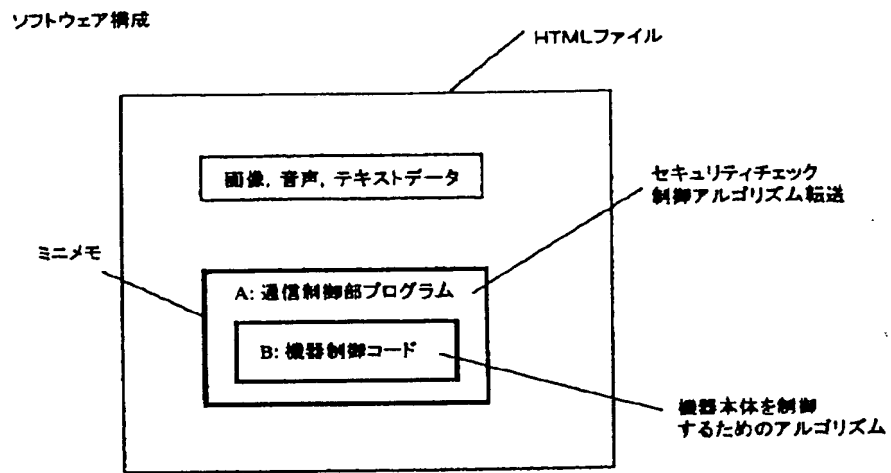 ソフトウェア構成
HTMLファイル
画像, 音声, テキストデータ
セキュリティチェック
制御アルゴリズム転送
ミニメモ
A: 通信制御部プログラム
B: 機器制御コード
機器本体を制御
するためのアルゴリズム